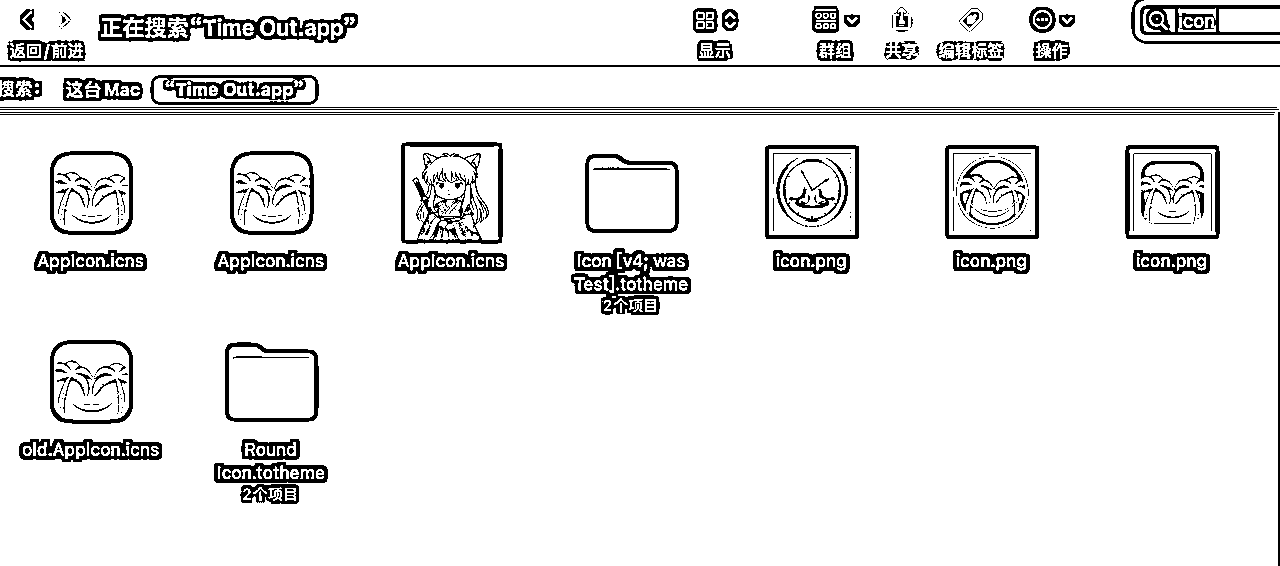 正在搜索“Time Out.app”
icon
返回/前进
显示
群组
共享
编辑标签
操作
搜索：
这台 Mac
“Time Out.app”
AppIcon.icns
AppIcon.icns
AppIcon.icns
Icon [v4; was
Test].totheme
2个项目
icon.png
icon.png
icon.png
old.AppIcon.icns
Round
Icon.totheme
2个项目